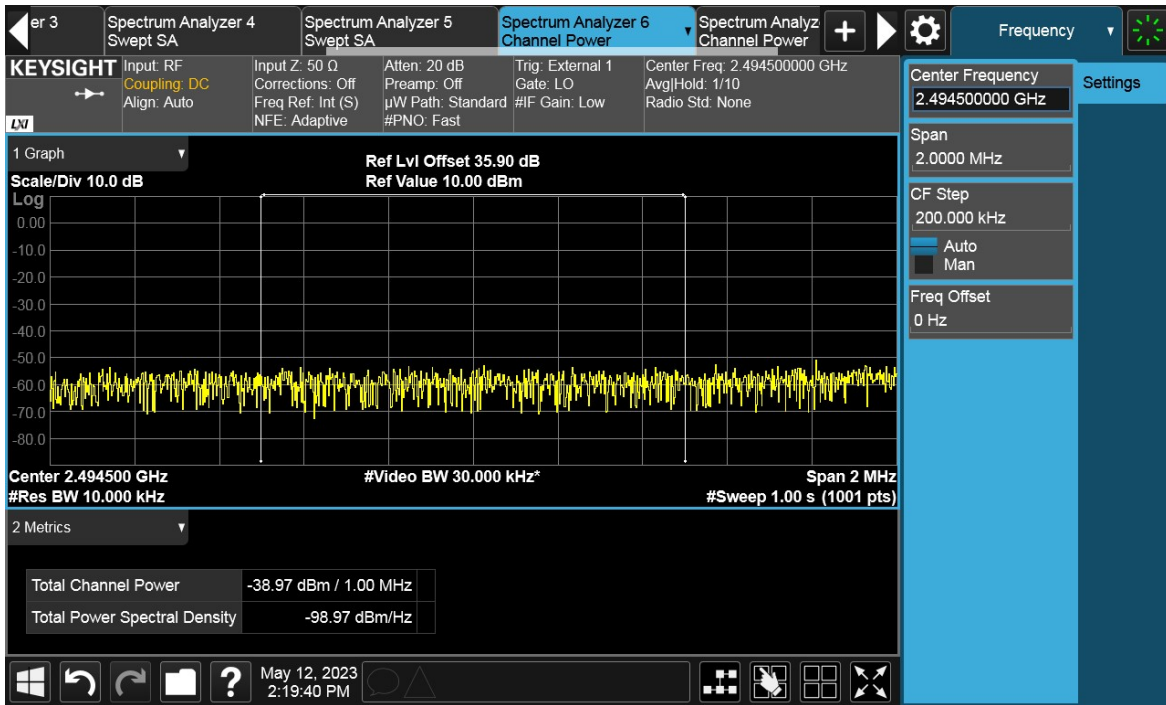 er 3
Swept SA
Spectrum Analyzer 4
Swept SA
Spectrum Analyzer 5
Swept SA
Spectrum Analyzer 6
Channel Power
Spectrum Analyz
Channel Power
+
Frequency
KEYSIGHT
LXI
Input: RF
Coupling: DC
Align: Auto
Input Z: 50 Ω
Corrections: Off
Freq Ref: Int (S)
NFE: Adaptive
Atten: 20 dB
Preamp: Off
µW Path: Standard
#PNO: Fast
Trig: External 1
Gate: LO
#IF Gain: Low
Center Freq: 2.494500000 GHz
Avg|Hold: 1/10
Radio Std: None
Center Frequency
2.494500000 GHz
Settings
Span
2.0000 MHz
CF Step
200.000 kHz
Auto
Man
Freq Offset
0 Hz
1 Graph
Scale/Div 10.0 dB
Ref Lvl Offset 35.90 dB
Ref Value 10.00 dBm
Log
0.00
-10.0
-20.0
-30.0
-40.0
-50.0
-60.0
-70.0
-80.0
Center 2.494500 GHz
#Video BW 30.000 kHz*
Span 2 MHz
#Res BW 10.000 kHz
#Sweep 1.00 s (1001 pts)
2 Metrics
Total Channel Power
-38.97 dBm / 1.00 MHz
Total Power Spectral Density
-98.97 dBm/Hz
?
May 12, 2023
2:19:40 PM